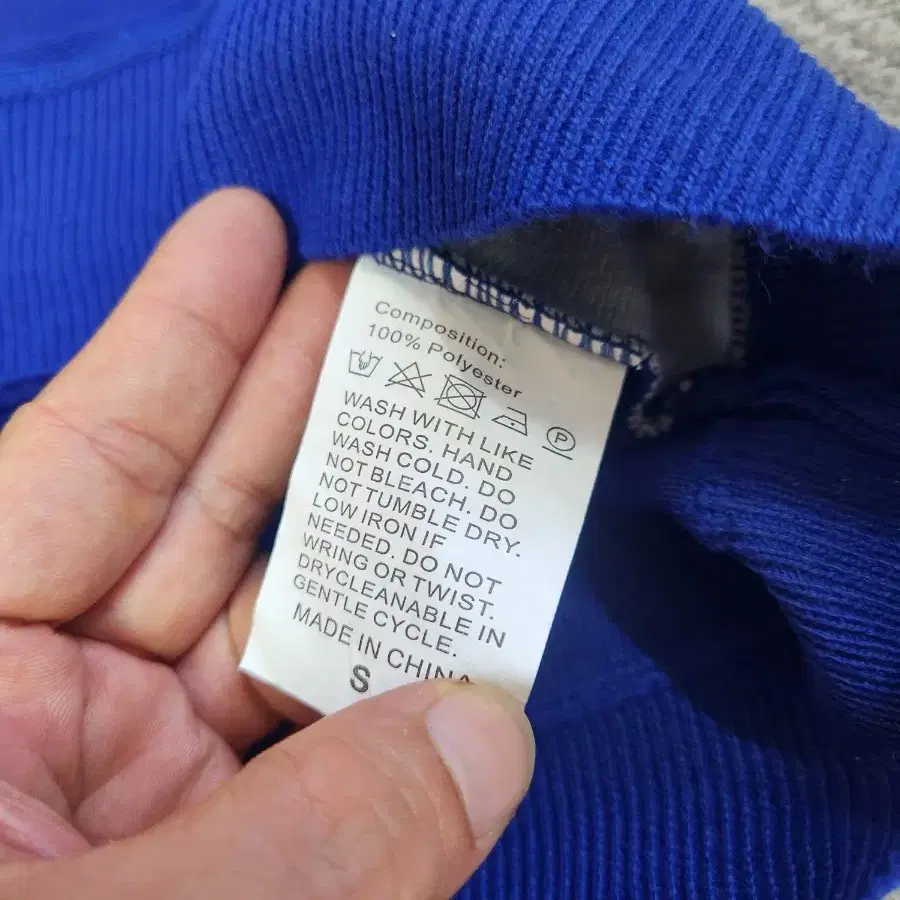 Composition:
100% Polyester
P
WASH WITH LIKE
COLORS. HAND
WASH COLD. DO
NOT BLEACH. DO
NOT TUMBLE DRY.
LOW IRON IF
NEEDED. DO NOT
WRING OR TWIST.
DRYCLEANABLE IN
GENTLE CYCLE.
MADE IN CHINA
S